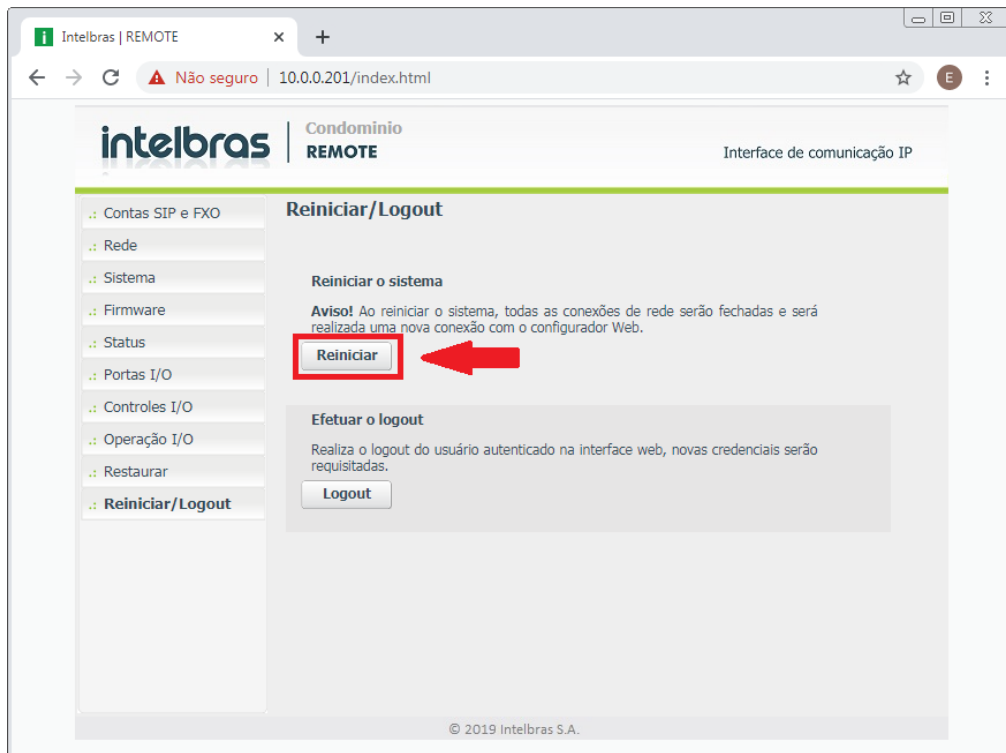 Intelbras | REMOTE
Não seguro | 10.0.0.201/index.html
E
intelbras
Condomínio
REMOTE
Interface de comunicação IP
.: Contas SIP e FXO
.: Rede
.: Sistema
.: Firmware
.: Status
.: Portas I/O
.: Controles I/O
.: Operação I/O
.: Restaurar
.: Reiniciar/Logout
Reiniciar/Logout
Reiniciar o sistema
Aviso! Ao reiniciar o sistema, todas as conexões de rede serão fechadas e será
realizada uma nova conexão com o configurador Web.
Reiniciar
Efetuar o logout
Realiza o logout do usuário autenticado na interface web, novas credenciais serão
requisitadas.
Logout
© 2019 Intelbras S.A.